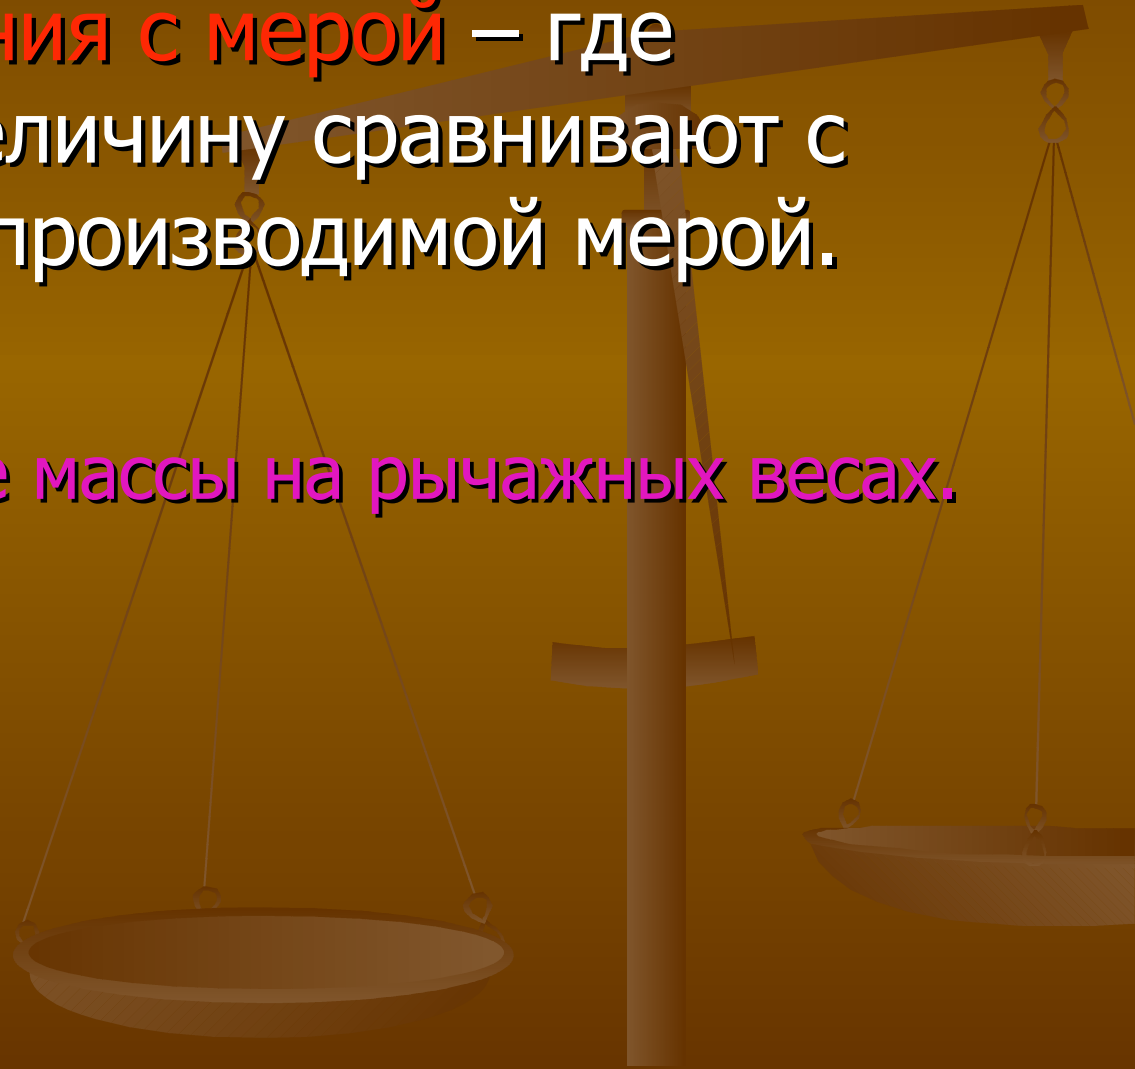 ния с мерой – где
еличину сравнивают с
производимой мерой.
е массы на рычажных весах.